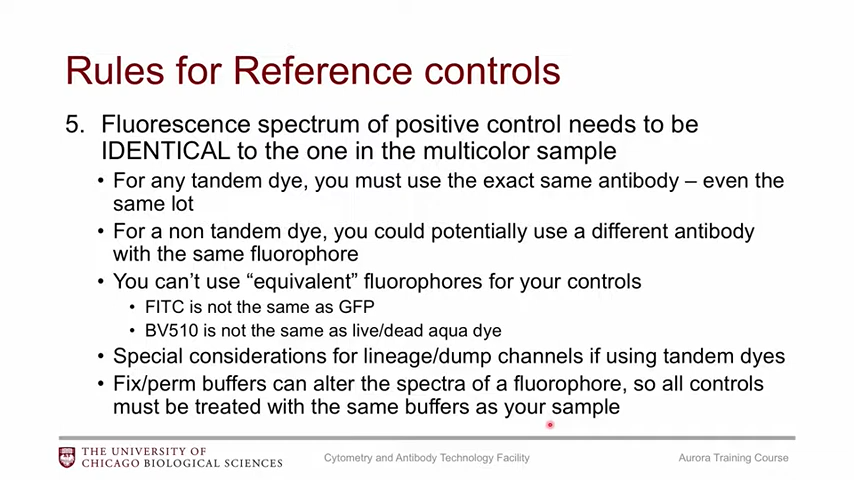 Rules for Reference controls
5. Fluorescence spectrum of positive control needs to be
IDENTICAL to the one in the multicolor sample
• For any tandem dye, you must use the exact same antibody – even the
same lot
• For a non tandem dye, you could potentially use a different antibody
with the same fluorophore
• You can’t use “equivalent” fluorophores for your controls
• FITC is not the same as GFP
• BV510 is not the same as live/dead aqua dye
• Special considerations for lineage/dump channels if using tandem dyes
• Fix/perm buffers can alter the spectra of a fluorophore, so all controls
must be treated with the same buffers as your sample
THE UNIVERSITY OF
CHICAGO BIOLOGICAL SCIENCES
Cytometry and Antibody Technology Facility
Aurora Training Course